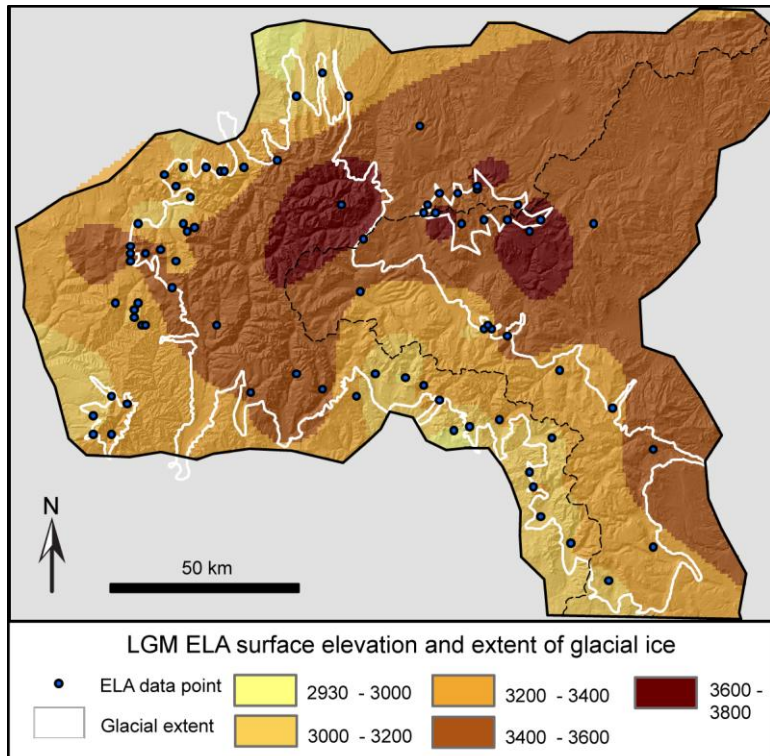 N
50 km
LGM ELA surface elevation and extent of glacial ice
ELA data point
Glacial extent
2930 - 3000
3000 - 3200
3200 - 3400
3400 - 3600
3600 -
3800